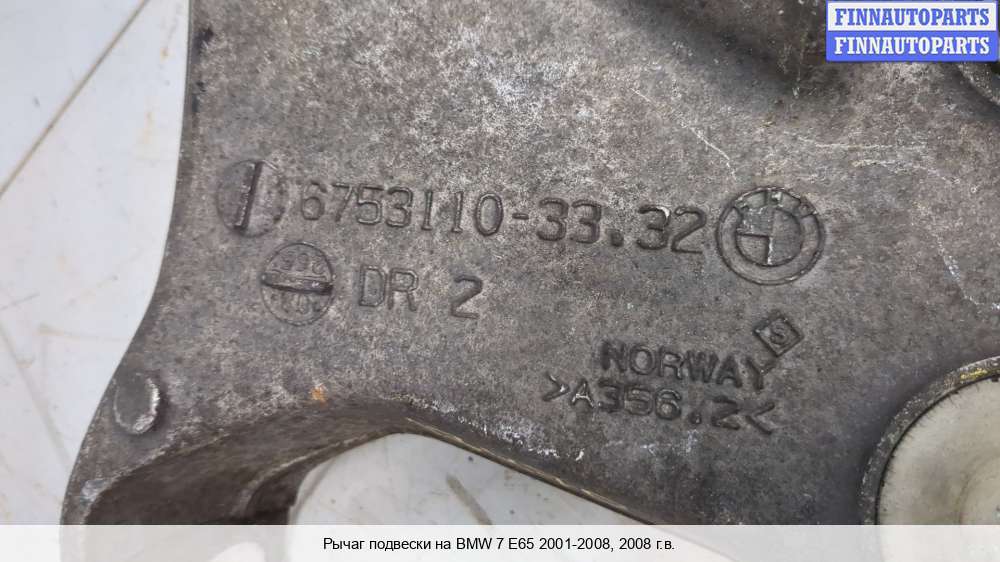 FINNAUTOPARTS
FINNAUTOPARTS
6753110-33.32
DR 2
NORWAY
>A356.2<
Рычаг подвески на BMW 7 E65 2001-2008, 2008 г.в.